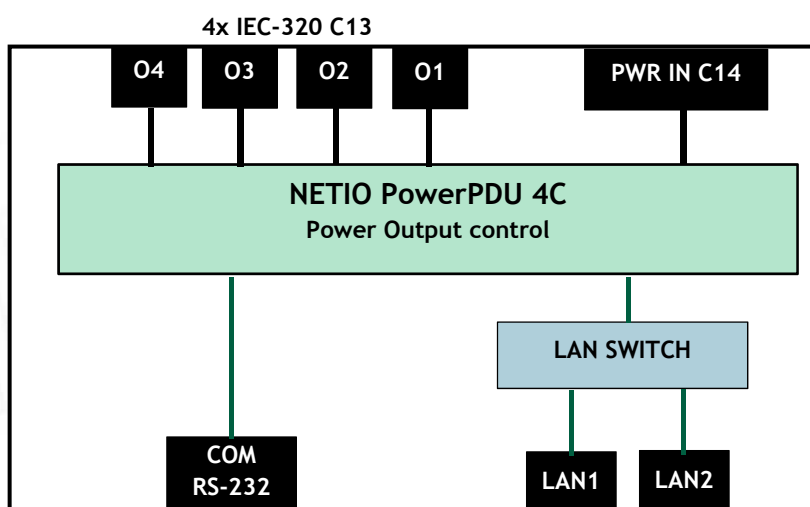 4x IEC-320 C13
O4 O3 O2 O1 PWR IN C14
NETIO PowerPDU 4C
Power Output control
LAN SWITCH
COM
RS-232
LAN1 LAN2